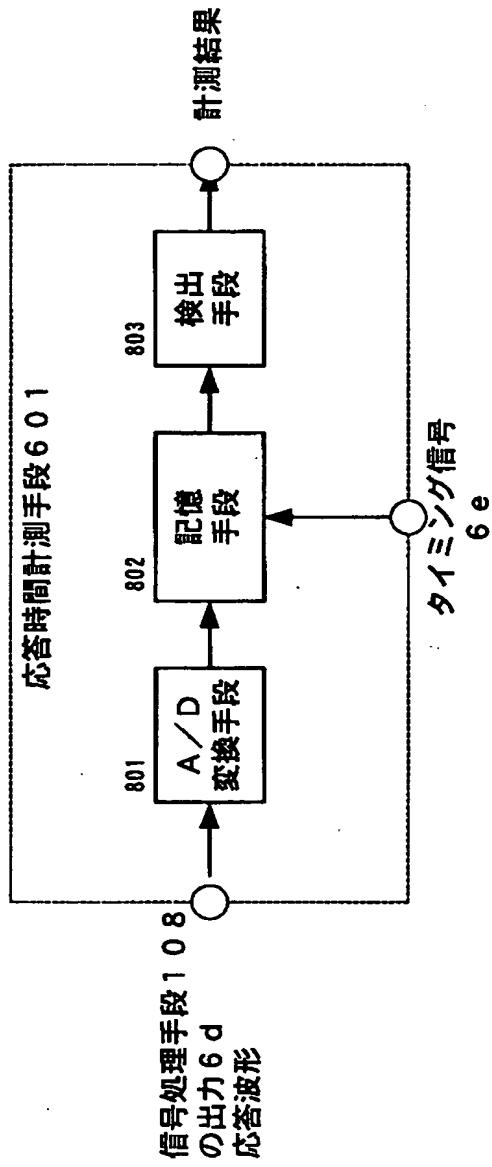 応答時間計測手段601
信号処理手段108
の出力6d
応答波形
801
A/D
変換手段
802
記憶
手段
803
検出
手段
計測結果
タイミング信号
6e